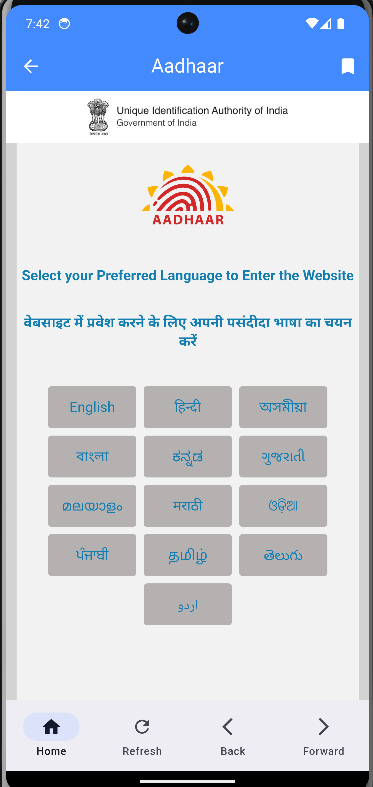 7:42
Aadhaar
Unique Identification Authority of India
Government of India
AADHAAR
Select your Preferred Language to Enter the Website
वेबसाइट में प्रवेश करने के लिए अपनी पसंदीदा भाषा का चयन
करें
English हिन्दी অসমীয়া
বাংলা ಕನ್ನಡ ગુજરાતી
മലയാളം मराठी ଓଡ଼ିଆ
ਪੰਜਾਬੀ தமிழ் తెలుగు
اردو
Home Refresh Back Forward